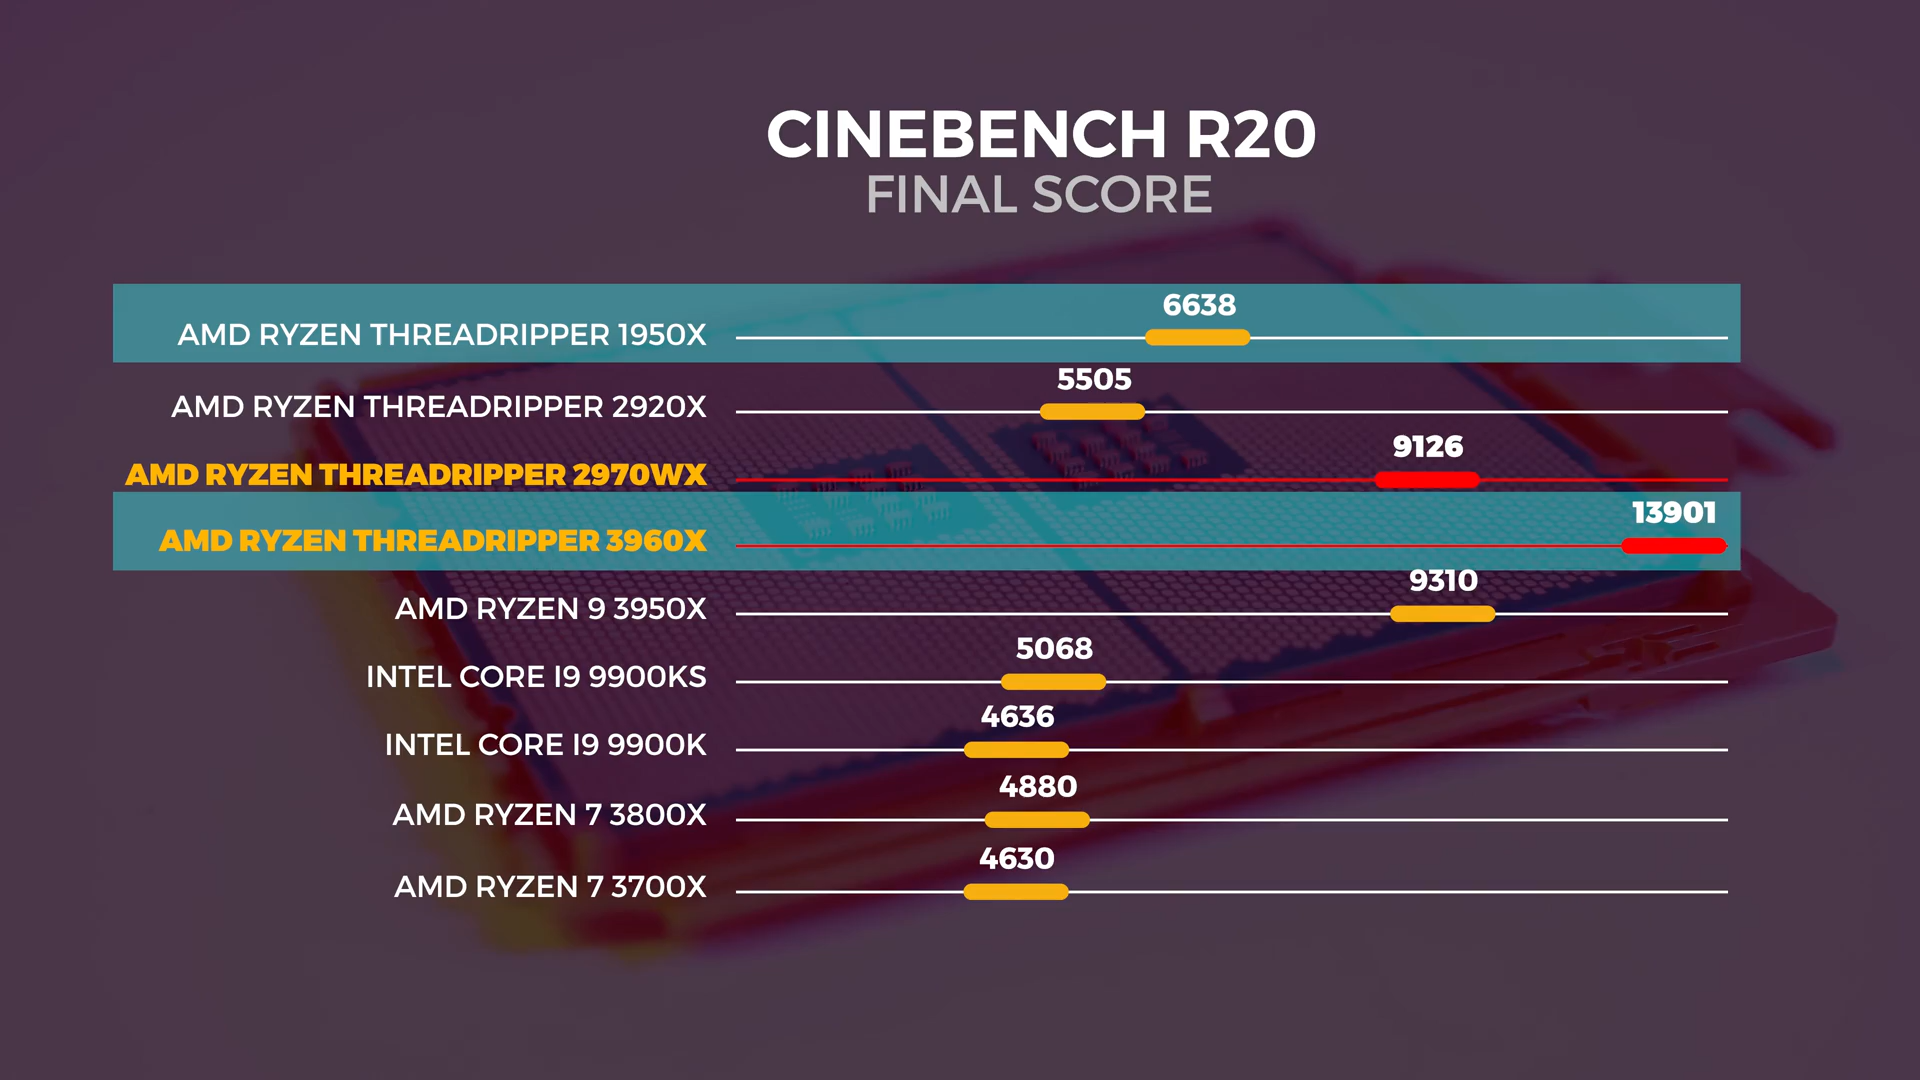 CINEBENCH R20
FINAL SCORE
AMD RYZEN THREADRIPPER 1950X 6638
AMD RYZEN THREADRIPPER 2920X 5505
AMD RYZEN THREADRIPPER 2970WX 9126
AMD RYZEN THREADRIPPER 3960X 13901
AMD RYZEN 9 3950X 9310
INTEL CORE I9 9900KS 5068
INTEL CORE I9 9900K 4636
AMD RYZEN 7 3800X 4880
AMD RYZEN 7 3700X 4630